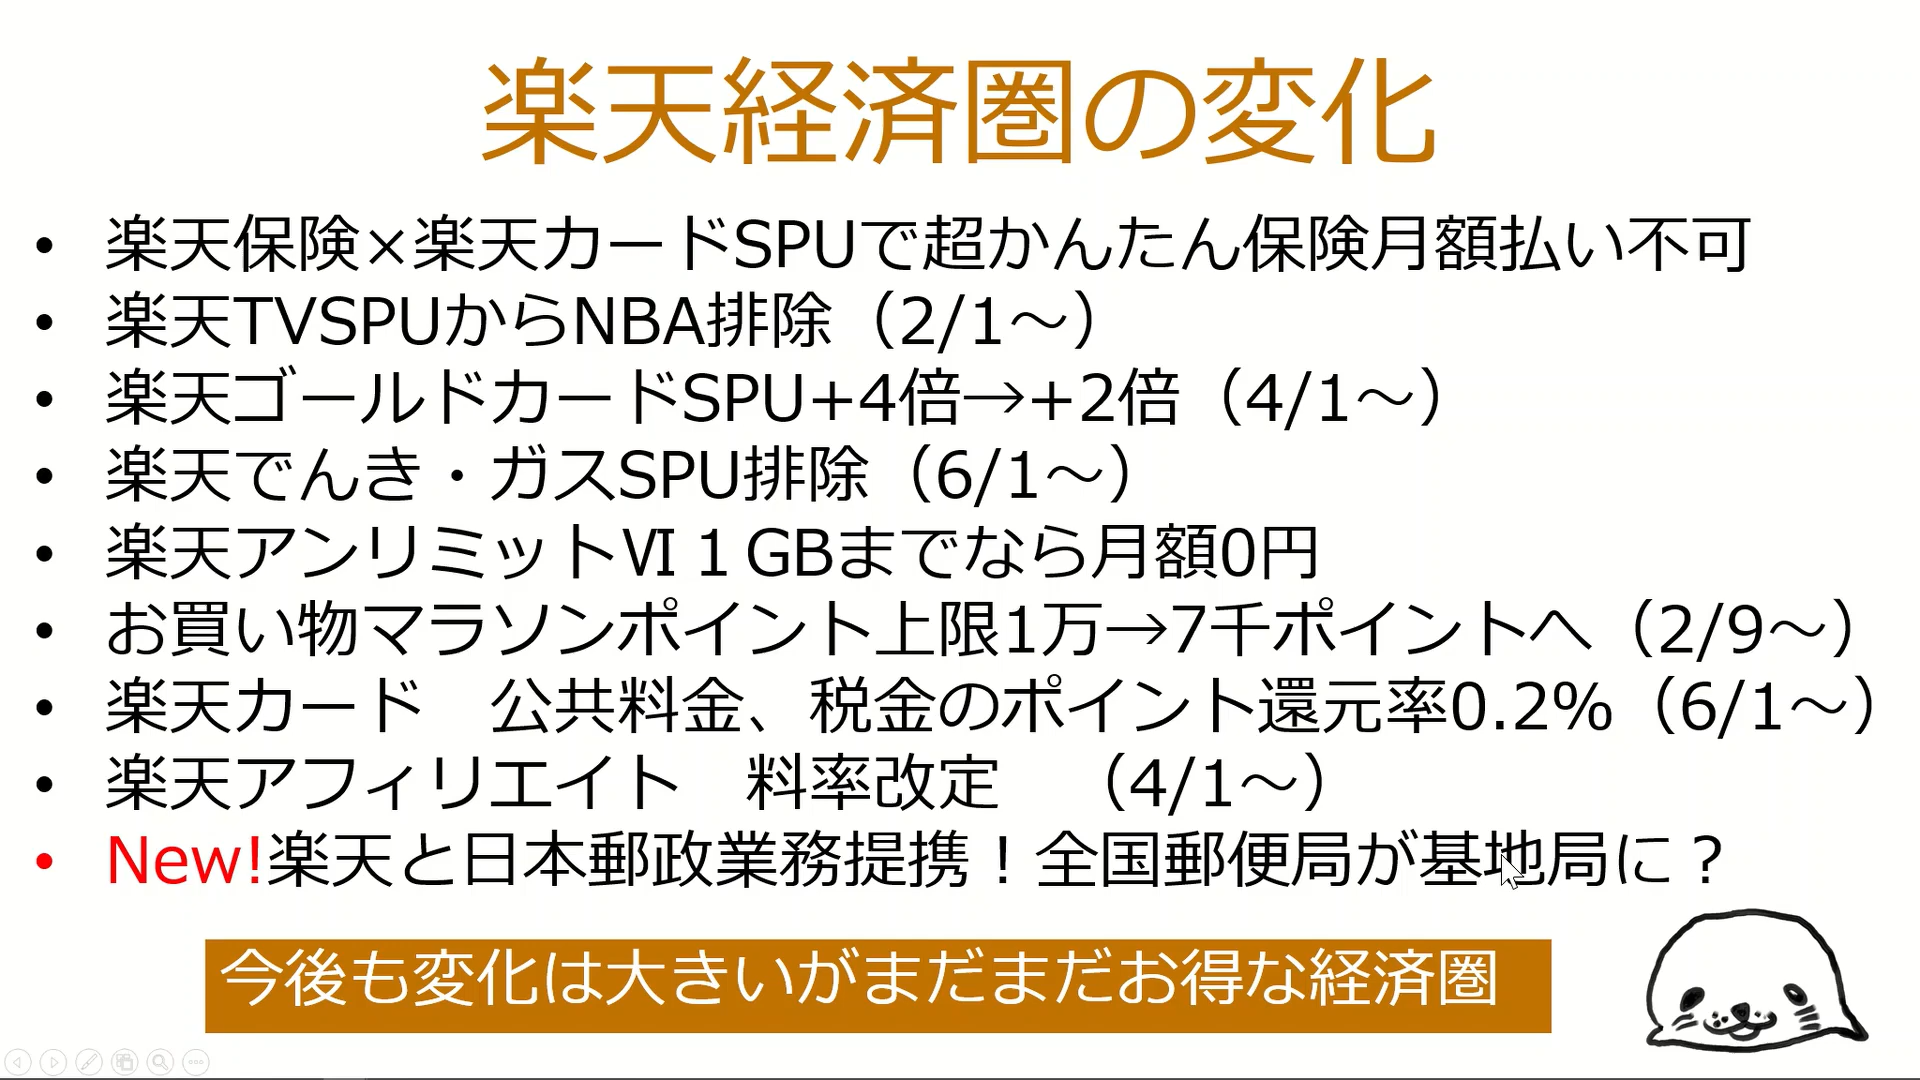 楽天経済圏の変化
• 楽天保険×楽天カードSPUで超かんたん保険月額払い不可
• 楽天TVSPUからNBA排除（2/1～）
• 楽天ゴールドカードSPU+4倍→+2倍（4/1～）
• 楽天でんき・ガスSPU排除（6/1～）
• 楽天アンリミットⅥ１GBまでなら月額0円
• お買い物マラソンポイント上限1万→7千ポイントへ（2/9～）
• 楽天カード　公共料金、税金のポイント還元率0.2%（6/1～）
• 楽天アフィリエイト　料率改定　（4/1～）
• New!楽天と日本郵政業務提携！全国郵便局が基地局に？
今後も変化は大きいがまだまだお得な経済圏